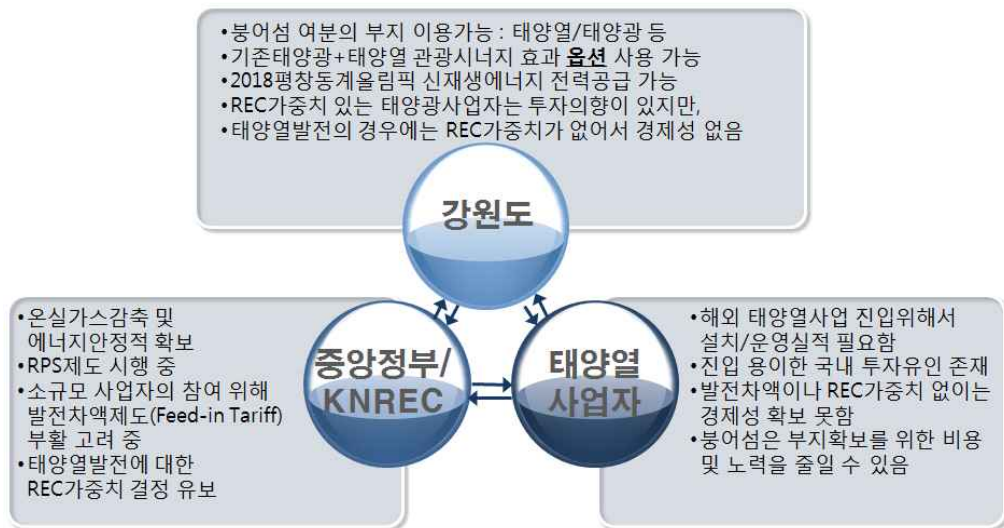 •붕어섬 여분의 부지 이용가능 : 태양열/태양광 등
•기존태양광+태양열 관광시너지 효과 옵션 사용 가능
•2018평창동계올림픽 신재생에너지 전력공급 가능
•REC가중치 있는 태양광사업자는 투자의향이 있지만,
•태양열발전의 경우에는 REC가중치가 없어서 경제성 없음
강원도
•온실가스감축 및
에너지안정적 확보
•RPS제도 시행 중
•소규모 사업자의 참여 위해
발전차액제도(Feed-in Tariff)
부활 고려 중
•태양열발전에 대한
REC가중치 결정 유보
중앙정부/
KNREC
태양열
사업자
•해외 태양열사업 진입위해서
설치/운영실적 필요함
•진입 용이한 국내 투자유인 존재
•발전차액이나 REC가중치 없이는
경제성 확보 못함
•붕어섬은 부지확보를 위한 비용
및 노력을 줄일 수 있음